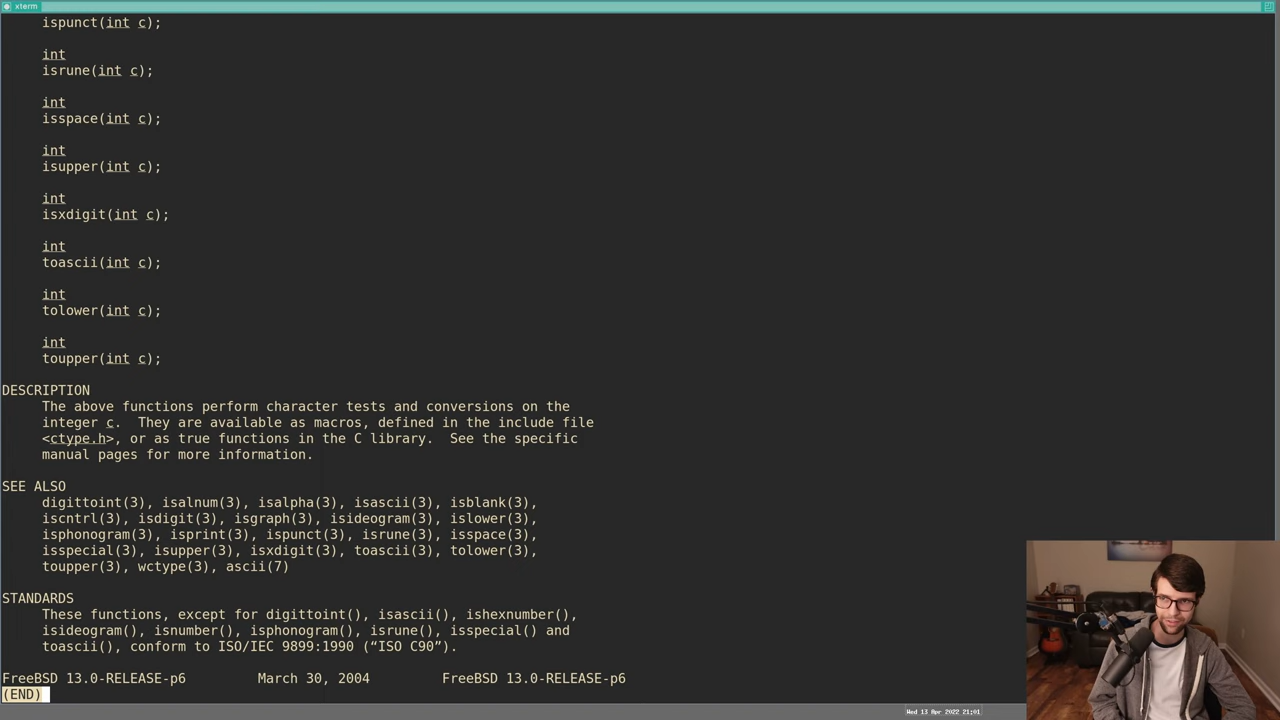 xterm
ispunct(int c);
int
isrune(int c);
int
isspace(int c);
int
isupper(int c);
int
isxdigit(int c);
int
toascii(int c);
int
tolower(int c);
int
toupper(int c);
DESCRIPTION
The above functions perform character tests and conversions on the
integer c.  They are available as macros, defined in the include file
<ctype.h>, or as true functions in the C library.  See the specific
manual pages for more information.
SEE ALSO
digittoint(3), isalnum(3), isalpha(3), isascii(3), isblank(3),
iscntrl(3), isdigit(3), isgraph(3), isideogram(3), islower(3),
isphonogram(3), isprint(3), ispunct(3), isrune(3), isspace(3),
isspecial(3), isupper(3), isxdigit(3), toascii(3), tolower(3),
toupper(3), wctype(3), ascii(7)
STANDARDS
These functions, except for digittoint(), isascii(), ishexnumber(),
isideogram(), isnumber(), isphonogram(), isrune(), isspecial() and
toascii(), conform to ISO/IEC 9899:1990 (“ISO C90”).
FreeBSD 13.0-RELEASE-p6 March 30, 2004 FreeBSD 13.0-RELEASE-p6
(END)
Wed 13 Apr 2022 21:01